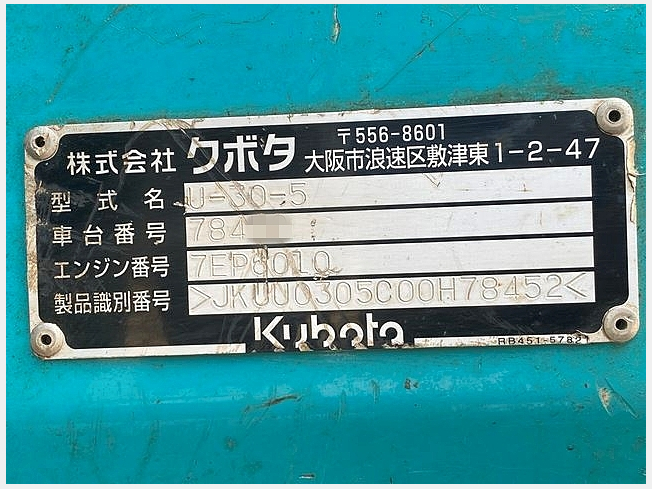 〒556-8601
株式会社 クボタ 大阪市浪速区敷津東1-2-47
型式名 U-30-5
車台番号 784
エンジン番号 7EP8010
製品識別番号 >JKUU0305C00H78452<
Kubota
RB451-57821